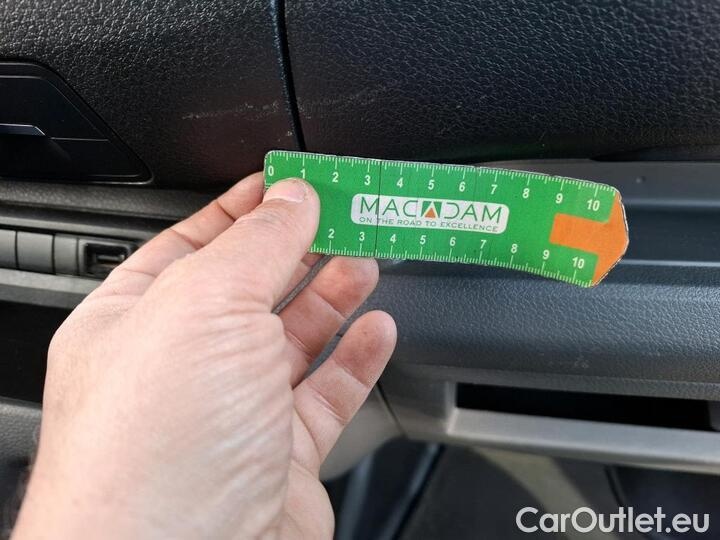 0 1 2 3 4 5 6 7 8 9 10
MACADAM
ON THE ROAD TO EXCELLENCE
2 3 4 5 6 7 8 9 10
CarOutlet.eu